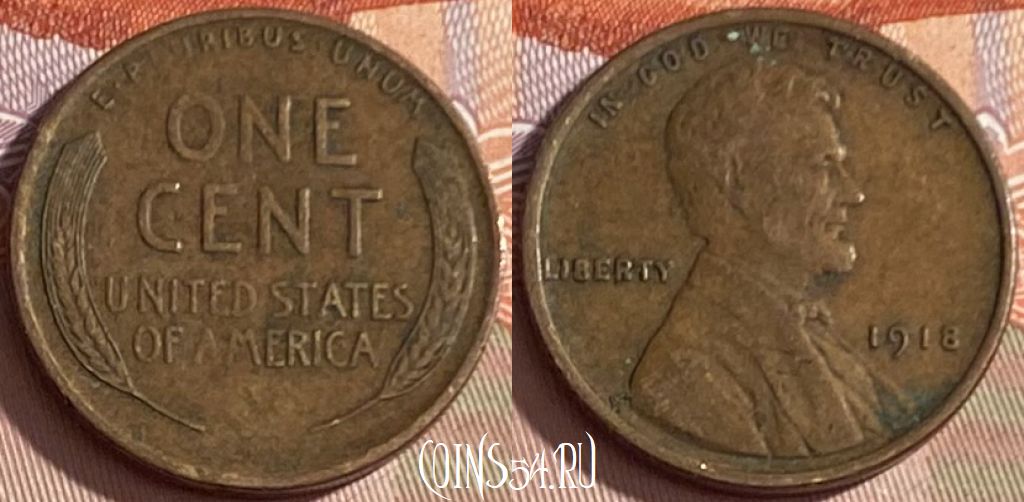 E·PLURIBUS·UNUM
ONE
CENT
UNITED STATES
OF AMERICA
IN GOD WE TRUST
LIBERTY
1918
COINS54.RU